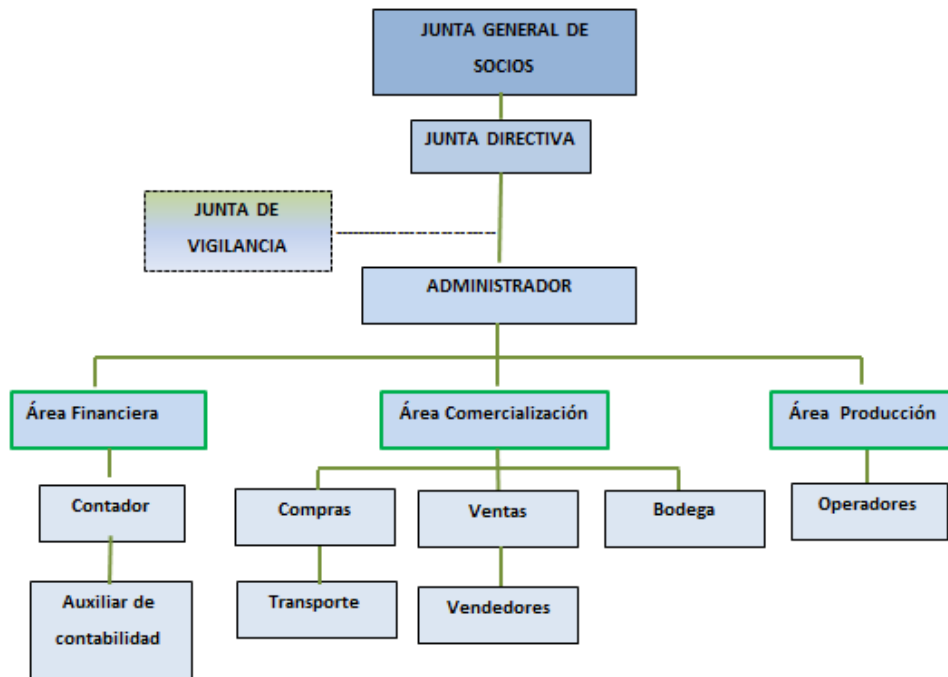 JUNTA GENERAL DE
SOCIOS
JUNTA DIRECTIVA
JUNTA DE
VIGILANCIA
ADMINISTRADOR
Área Financiera
Área Comercialización
Área Producción
Contador
Compras
Ventas
Bodega
Operadores
Auxiliar de
contabilidad
Transporte
Vendedores